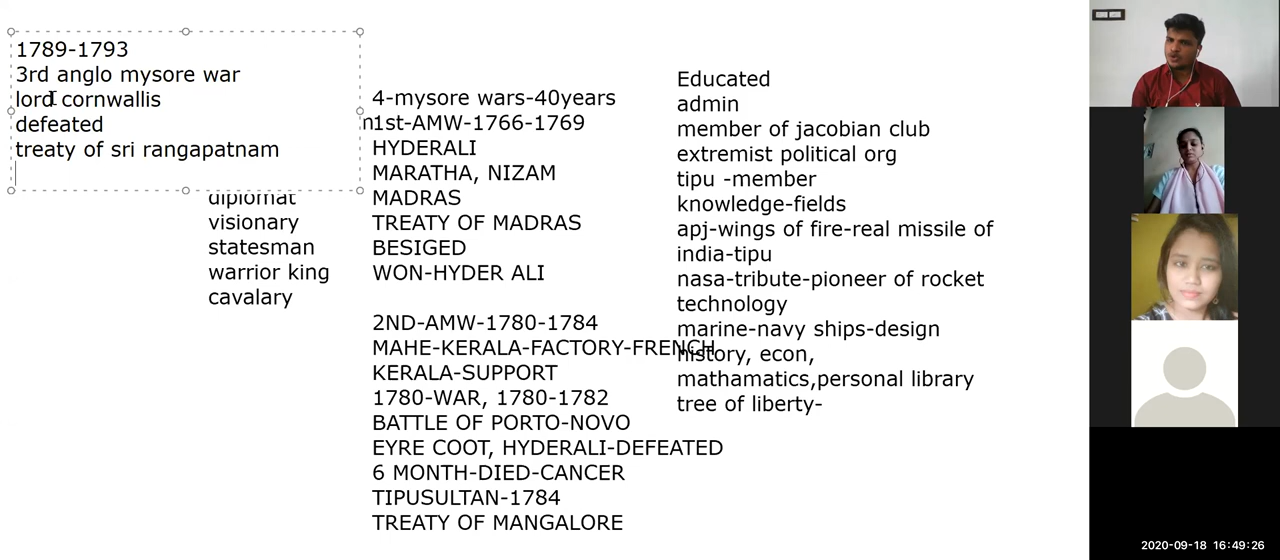 1789-1793
3rd anglo mysore war
lord cornwallis
defeated
treaty of sri rangapatnam
diplomat
visionary
statesman
warrior king
cavalary
4-mysore wars-40years
1st-AMW-1766-1769
HYDERALI
MARATHA, NIZAM
MADRAS
TREATY OF MADRAS
BESIGED
WON-HYDER ALI
2ND-AMW-1780-1784
MAHE-KERALA-FACTORY-FRENCH
KERALA-SUPPORT
1780-WAR, 1780-1782
BATTLE OF PORTO-NOVO
EYRE COOT, HYDERALI-DEFEATED
6 MONTH-DIED-CANCER
TIPUSULTAN-1784
TREATY OF MANGALORE
Educated
admin
member of jacobian club
extremist political org
tipu -member
knowledge-fields
apj-wings of fire-real missile of
india-tipu
nasa-tribute-pioneer of rocket
technology
marine-navy ships-design
history, econ,
mathamatics,personal library
tree of liberty-
2020-09-18 16:49:26